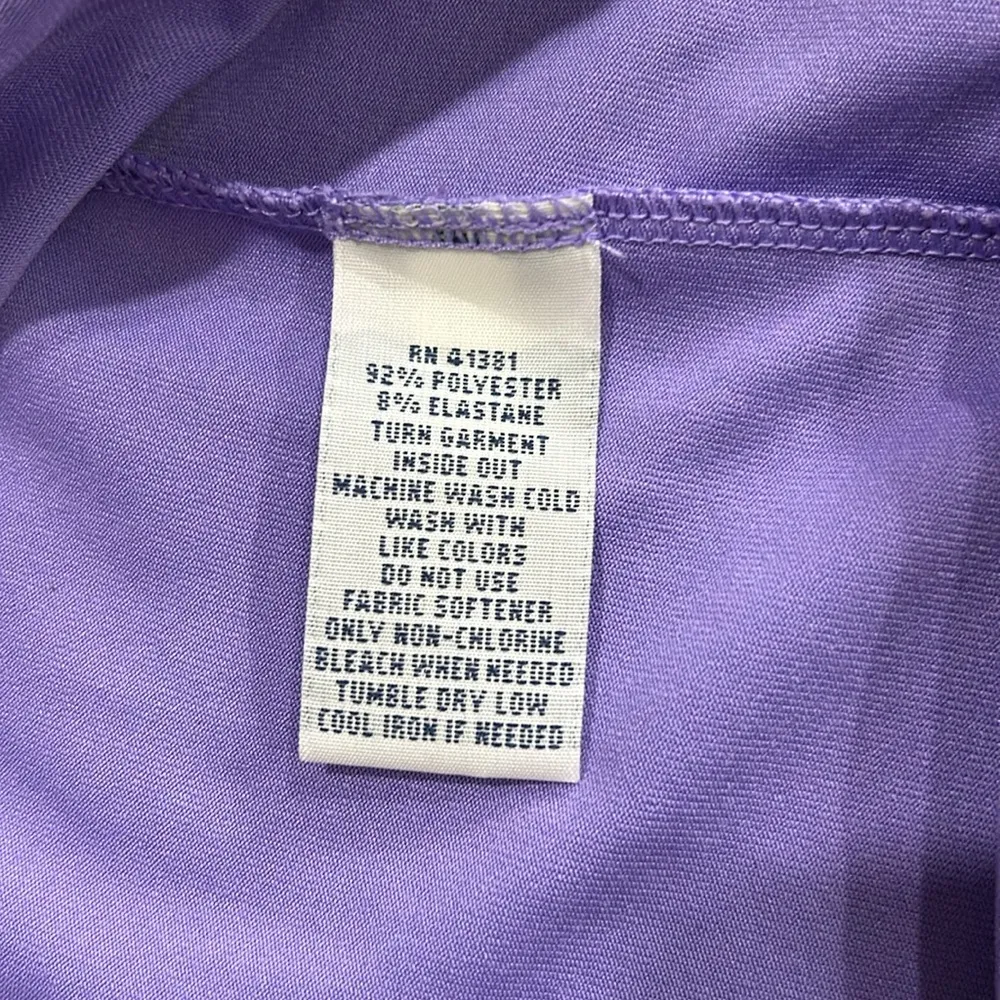 RN 41381
92% POLYESTER
8% ELASTANE
TURN GARMENT
INSIDE OUT
MACHINE WASH COLD
WASH WITH
LIKE COLORS
DO NOT USE
FABRIC SOFTENER
ONLY NON-CHLORINE
BLEACH WHEN NEEDED
TUMBLE DRY LOW
COOL IRON IF NEEDED